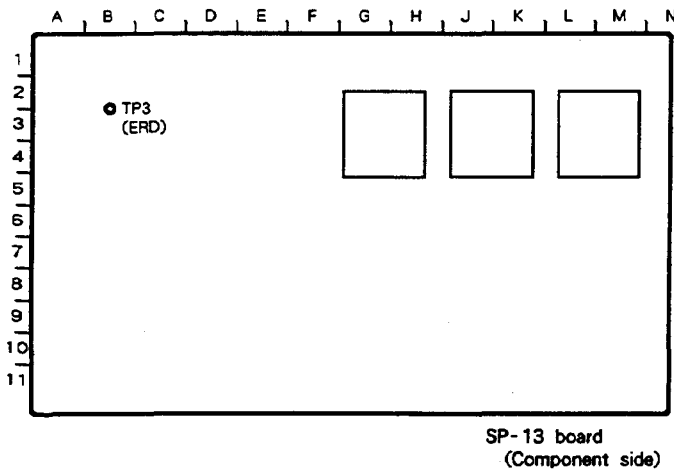 A B C D E F G H J K L M N
1
2
3
4
5
6
7
8
9
10
11
TP3
(ERD)
SP-13 board
(Component side)